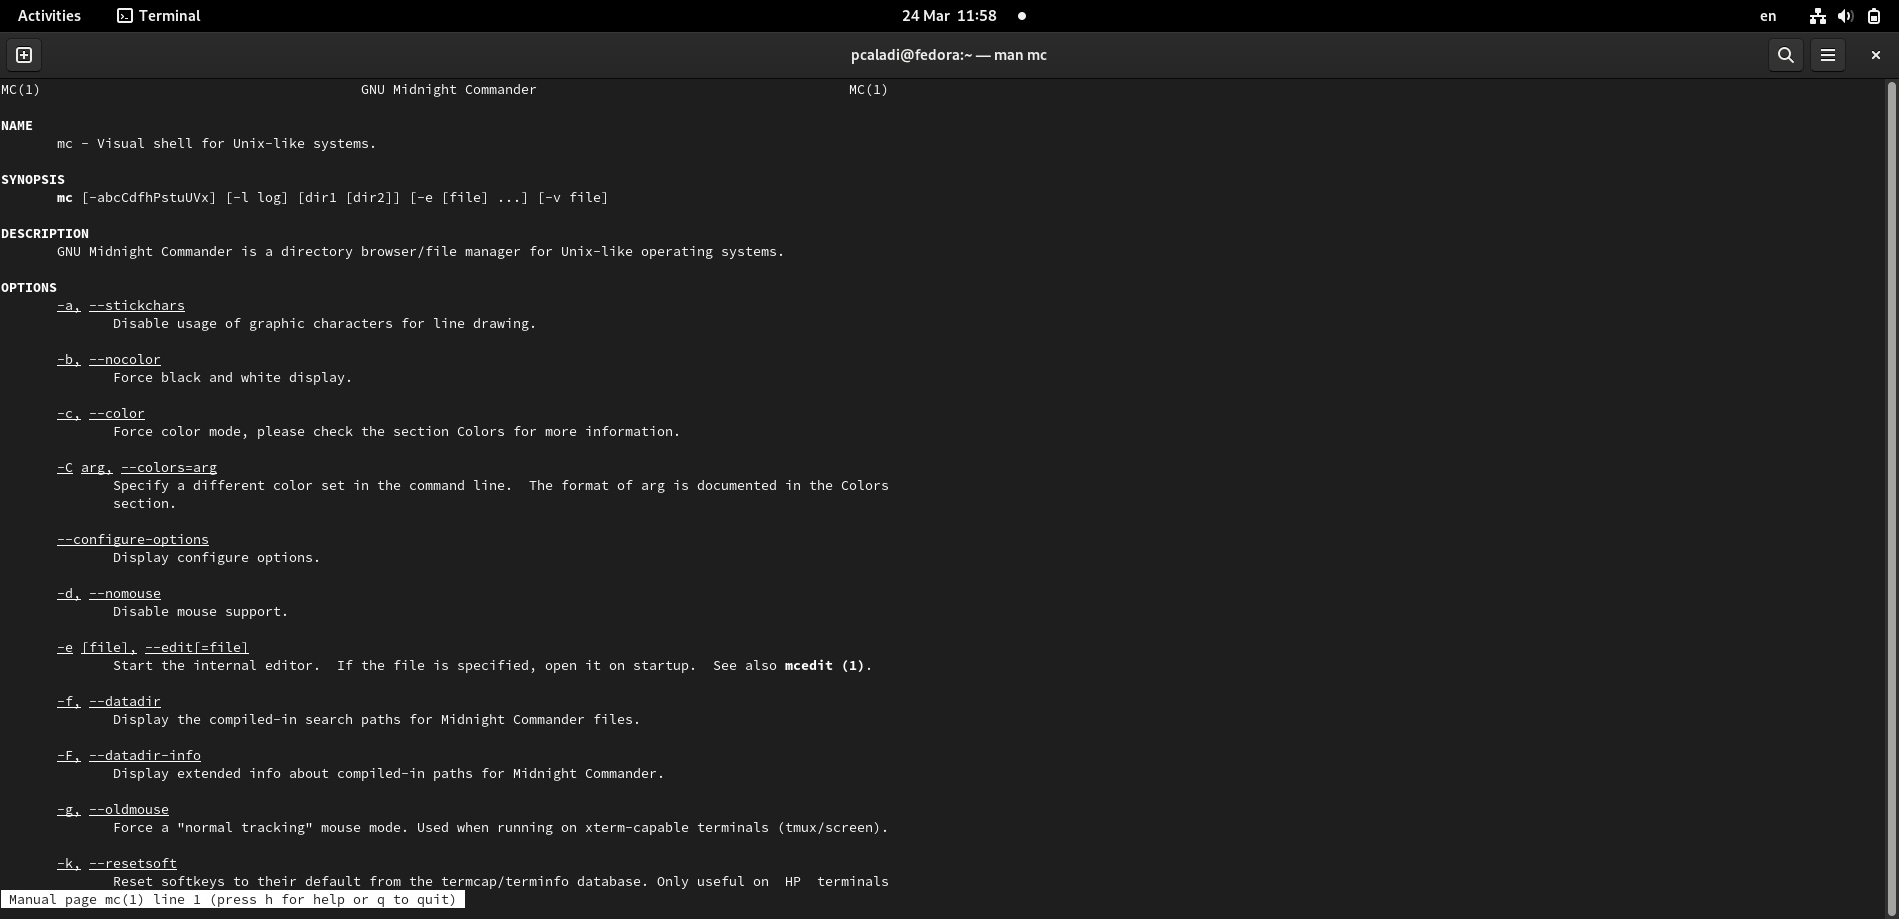 Activities Terminal 24 Mar 11:58 en
pcaladi@fedora:~ — man mc
MC(1) GNU Midnight Commander MC(1)
NAME
mc - Visual shell for Unix-like systems.
SYNOPSIS
mc [-abcCdfhPstuUVx] [-l log] [dir1 [dir2]] [-e [file] ...] [-v file]
DESCRIPTION
GNU Midnight Commander is a directory browser/file manager for Unix-like operating systems.
OPTIONS
-a, --stickchars
Disable usage of graphic characters for line drawing.
-b, --nocolor
Force black and white display.
-c, --color
Force color mode, please check the section Colors for more information.
-C arg, --colors=arg
Specify a different color set in the command line.  The format of arg is documented in the Colors
section.
--configure-options
Display configure options.
-d, --nomouse
Disable mouse support.
-e [file], --edit[=file]
Start the internal editor.  If the file is specified, open it on startup.  See also mcedit (1).
-f, --datadir
Display the compiled-in search paths for Midnight Commander files.
-F, --datadir-info
Display extended info about compiled-in paths for Midnight Commander.
-g, --oldmouse
Force a "normal tracking" mouse mode. Used when running on xterm-capable terminals (tmux/screen).
-k, --resetsoft
Reset softkeys to their default from the termcap/terminfo database. Only useful on  HP  terminals
Manual page mc(1) line 1 (press h for help or q to quit)